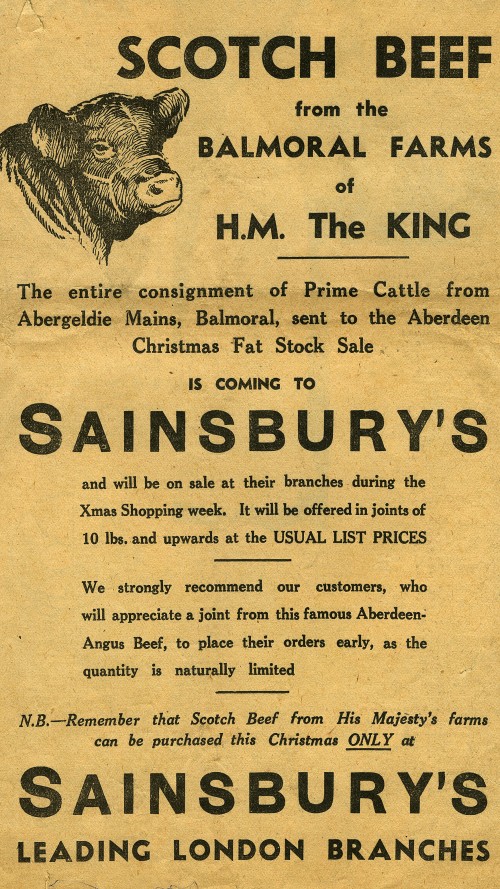 SCOTCH BEEF
from the
BALMORAL FARMS
of
H.M. The KING
The entire consignment of Prime Cattle from
Abergeldie Mains, Balmoral, sent to the Aberdeen
Christmas Fat Stock Sale
IS COMING TO
SAINSBURY'S
and will be on sale at their branches during the
Xmas Shopping week. It will be offered in joints of
10 lbs. and upwards at the USUAL LIST PRICES
We strongly recommend our customers, who
will appreciate a joint from this famous Aberdeen-
Angus Beef, to place their orders early, as the
quantity is naturally limited
N.B.—Remember that Scotch Beef from His Majesty's farms
can be purchased this Christmas ONLY at
SAINSBURY'S
LEADING LONDON BRANCHES